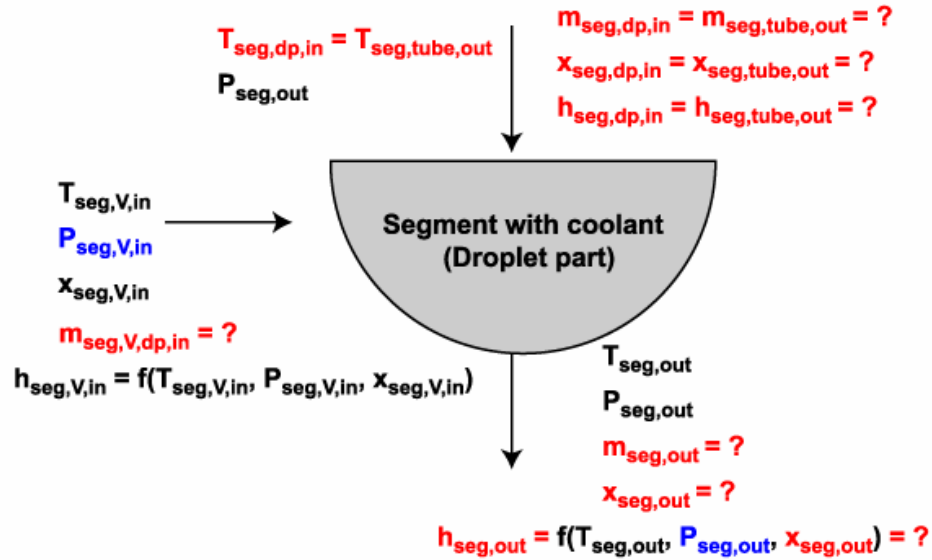 T_seg,dp,in = T_seg,tube,out
P_seg,out
m_seg,dp,in = m_seg,tube,out = ?
x_seg,dp,in = x_seg,tube,out = ?
h_seg,dp,in = h_seg,tube,out = ?
T_seg,V,in
P_seg,V,in
x_seg,V,in
m_seg,V,dp,in = ?
h_seg,V,in = f(T_seg,V,in, P_seg,V,in, x_seg,V,in)
Segment with coolant
(Droplet part)
T_seg,out
P_seg,out
m_seg,out = ?
x_seg,out = ?
h_seg,out = f(T_seg,out, P_seg,out, x_seg,out) = ?